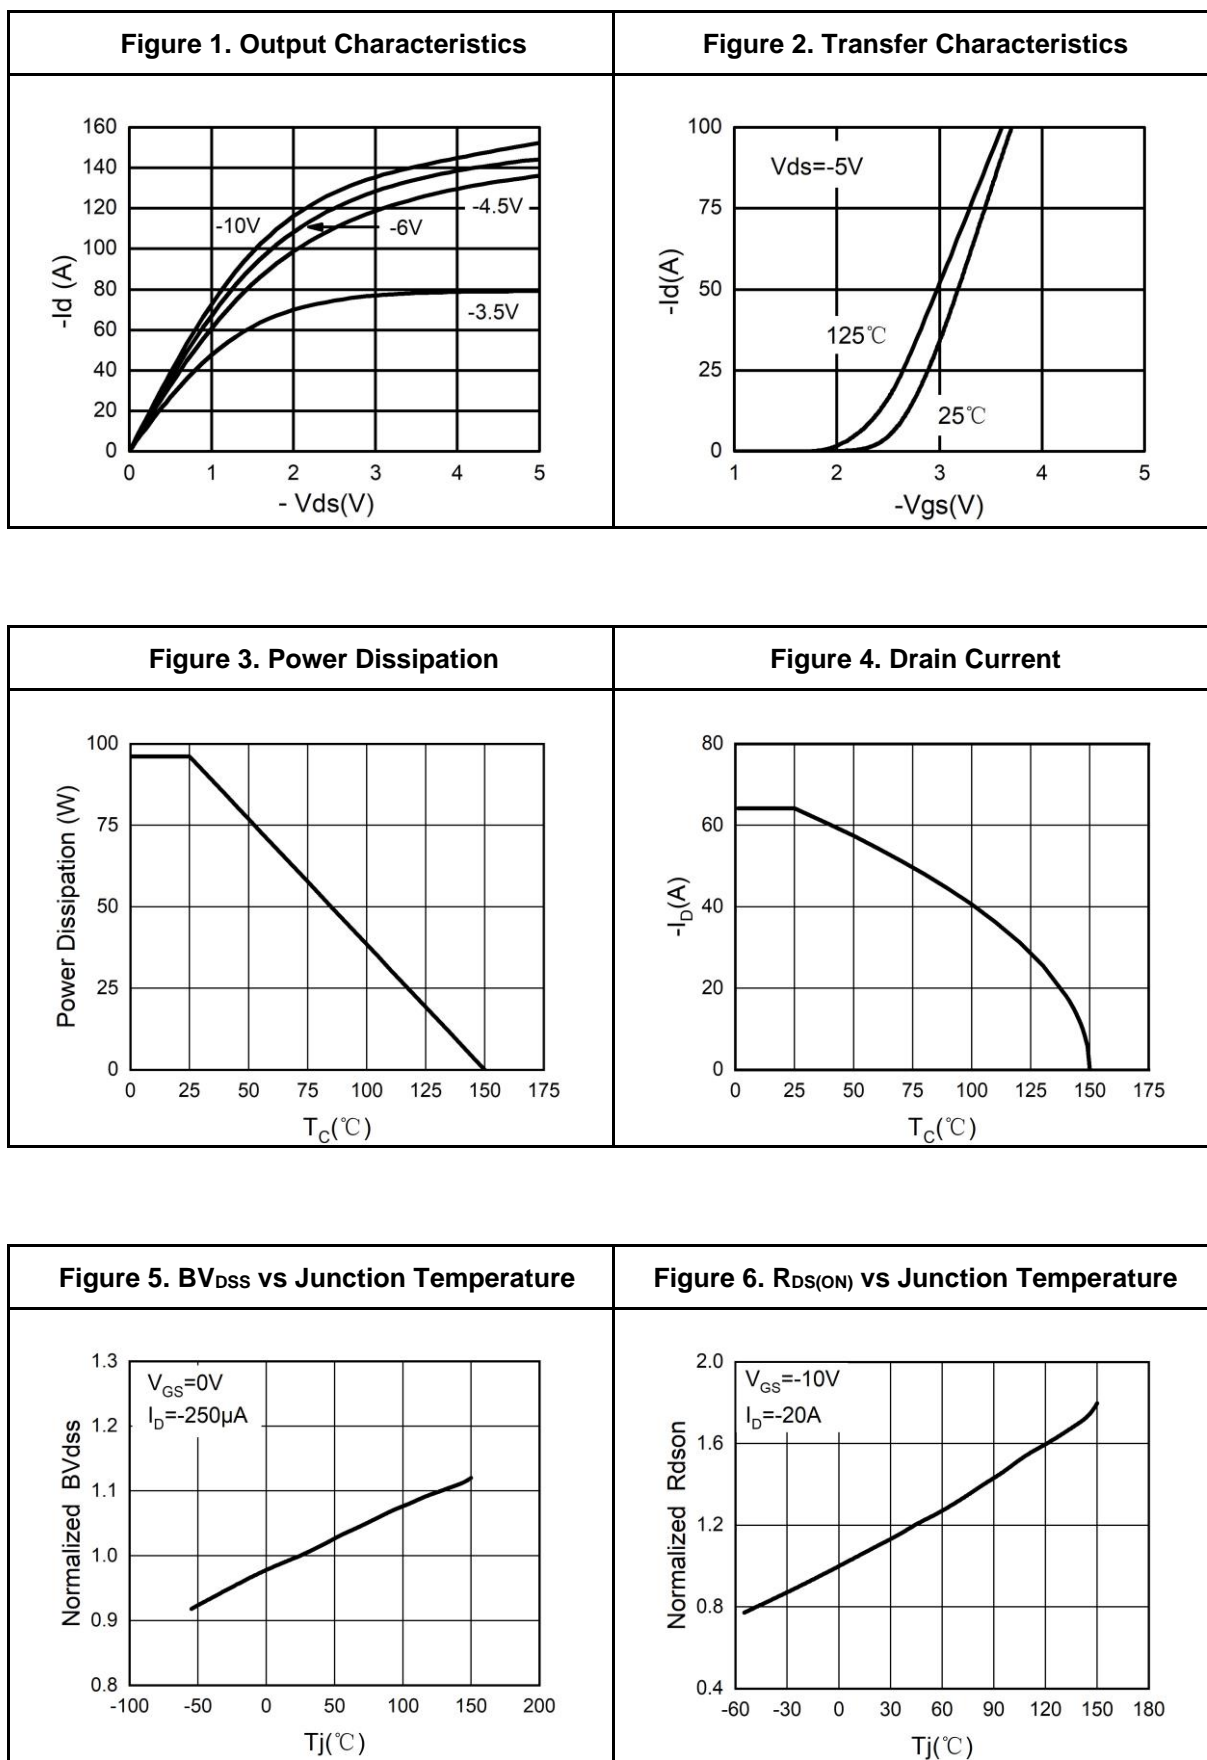 Figure 1. Output Characteristics
Figure 2. Transfer Characteristics
160
140
120
100
80
60
40
20
0
-Id (A)
-10V
-6V
-4.5V
-3.5V
0 1 2 3 4 5
- Vds(V)
100
75
50
25
0
-Id(A)
Vds=-5V
125℃
25℃
1 2 3 4 5
-Vgs(V)
Figure 3. Power Dissipation
Figure 4. Drain Current
100
75
50
25
0
Power Dissipation (W)
0 25 50 75 100 125 150 175
TC(℃)
80
60
40
20
0
-ID(A)
0 25 50 75 100 125 150 175
TC(℃)
Figure 5. BVDSS vs Junction Temperature
Figure 6. RDS(ON) vs Junction Temperature
1.3
1.2
1.1
1.0
0.9
0.8
Normalized BVdss
VGS=0V
ID=-250μA
-100 -50 0 50 100 150 200
Tj(℃)
2.0
1.6
1.2
0.8
0.4
Normalized Rdson
VGS=-10V
ID=-20A
-60 -30 0 30 60 90 120 150 180
Tj(℃)